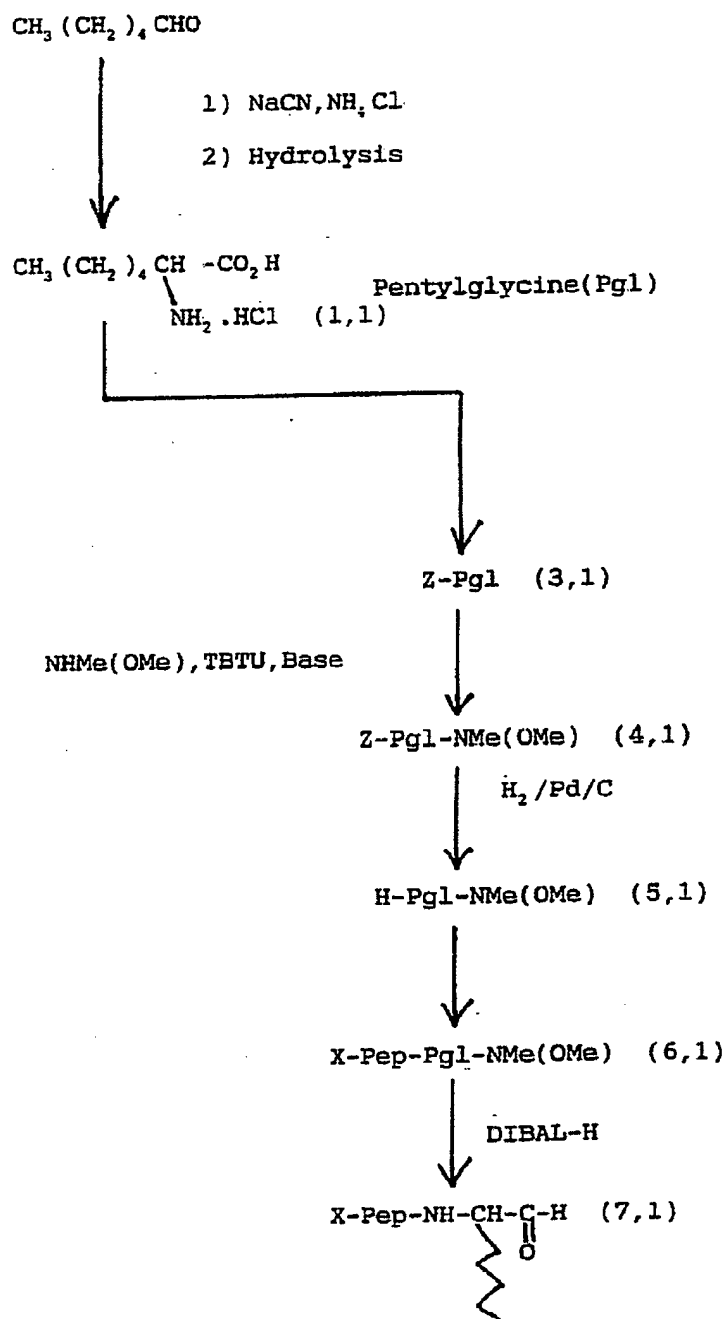 CH3(CH2)4CHO
1) NaCN,NH4Cl
2) Hydrolysis
CH3(CH2)4CH -CO2H
Pentylglycine(Pgl)
NH2.HCl (1,1)
Z-Pgl (3,1)
NHMe(OMe),TBTU,Base
Z-Pgl-NMe(OMe) (4,1)
H2/Pd/C
H-Pgl-NMe(OMe) (5,1)
X-Pep-Pgl-NMe(OMe) (6,1)
DIBAL-H
X-Pep-NH-CH-C-H (7,1)
O